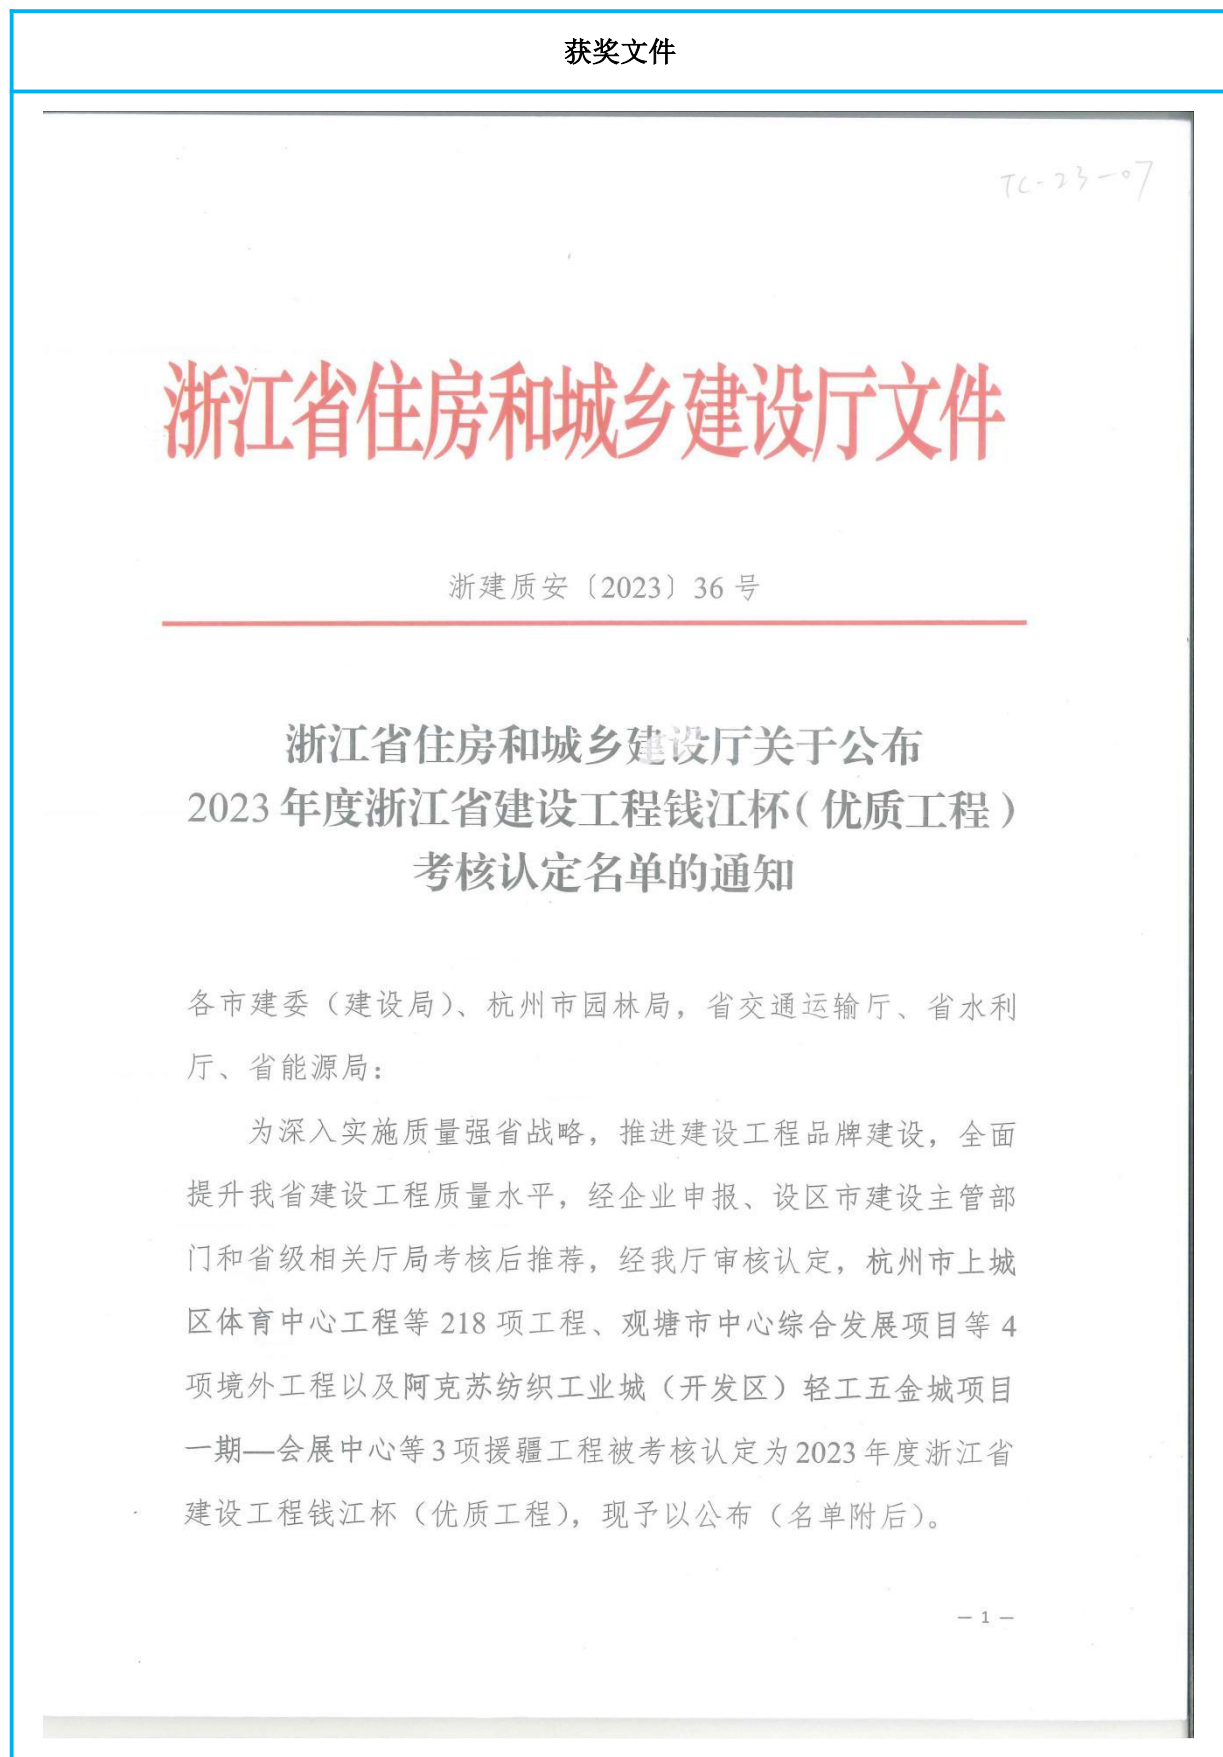 获奖文件
TC-23-07
浙江省住房和城乡建设厅文件
浙建质安〔2023〕36 号
浙江省住房和城乡建设厅关于公布
2023 年度浙江省建设工程钱江杯（优质工程）
考核认定名单的通知
各市建委（建设局）、杭州市园林局，省交通运输厅、省水利
厅、省能源局：
为深入实施质量强省战略，推进建设工程品牌建设，全面
提升我省建设工程质量水平，经企业申报、设区市建设主管部
门和省级相关厅局考核后推荐，经我厅审核认定，杭州市上城
区体育中心工程等 218 项工程、观塘市中心综合发展项目等 4
项境外工程以及阿克苏纺织工业城（开发区）轻工五金城项目
一期—会展中心等 3 项援疆工程被考核认定为 2023 年度浙江省
建设工程钱江杯（优质工程），现予以公布（名单附后）。
— 1 —